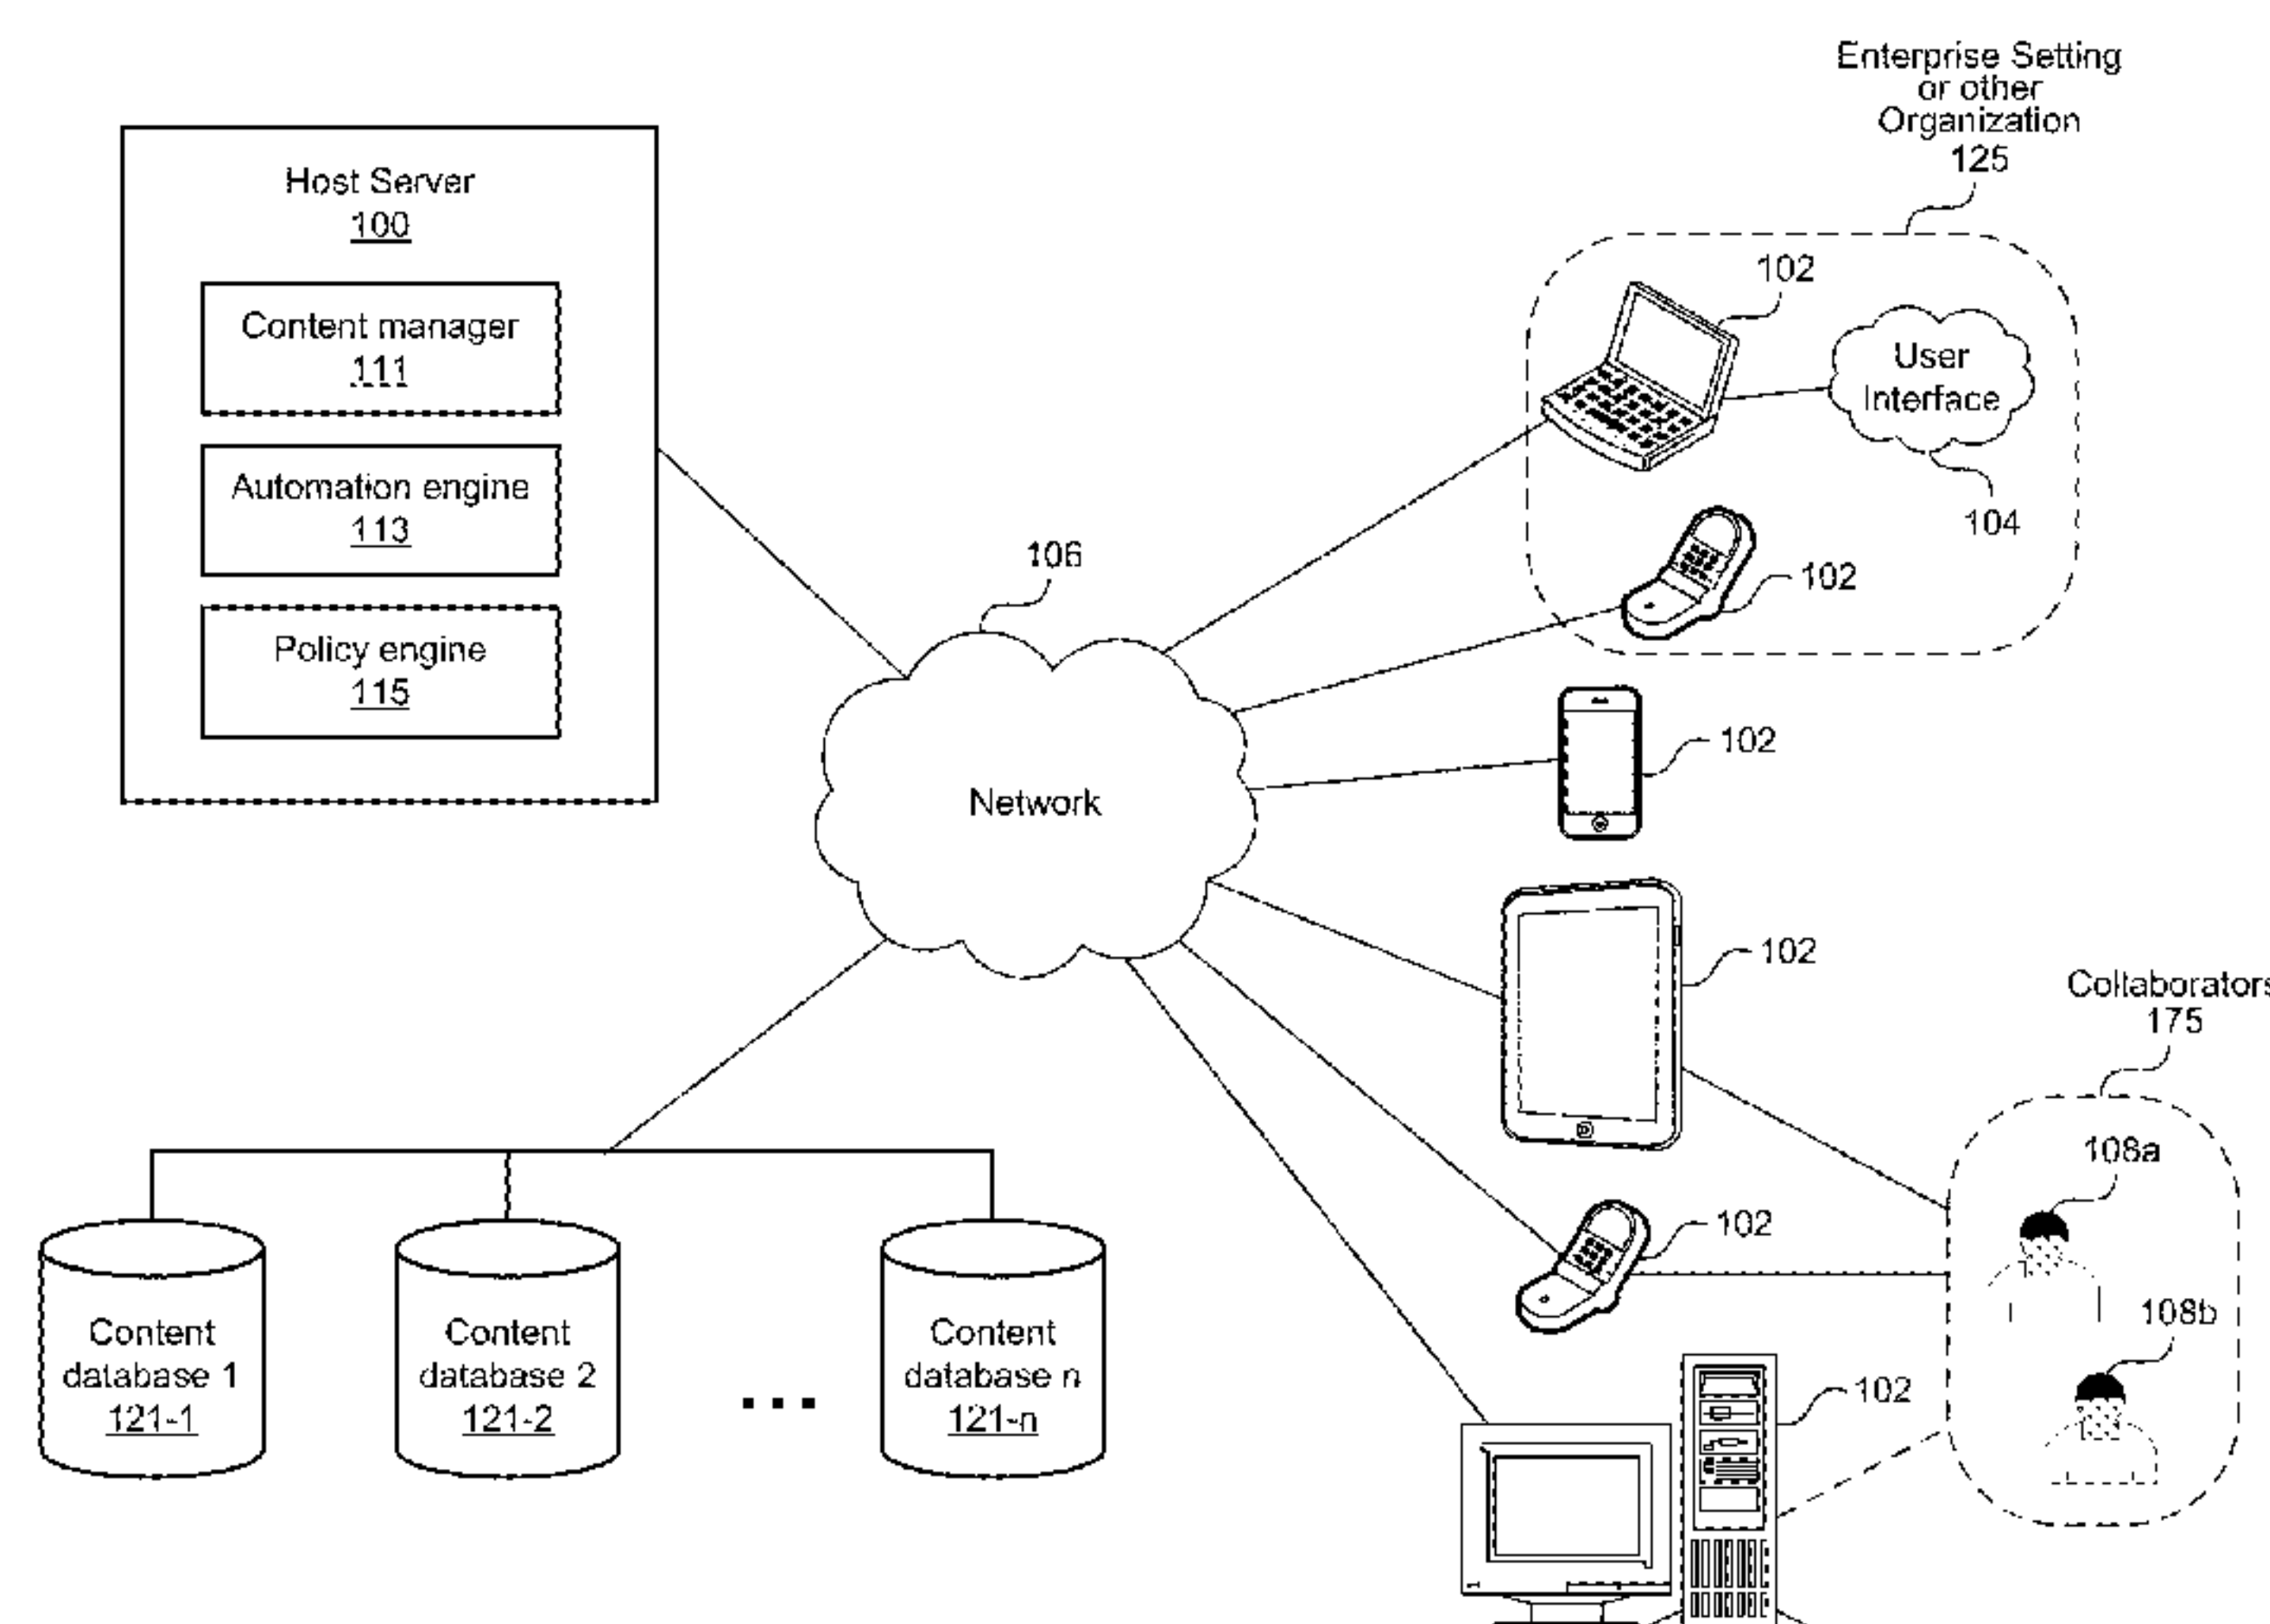 Enterprise Setting
or other
Organization
125
Host Server
100
Content manager
111
Automation engine
113
Policy engine
115
102
User
Interface
104
102
106
Network
102
102
Collaborators
175
108a
108b
102
102
Content
database 1
121-1
Content
database 2
121-2
...
Content
database n
121-n